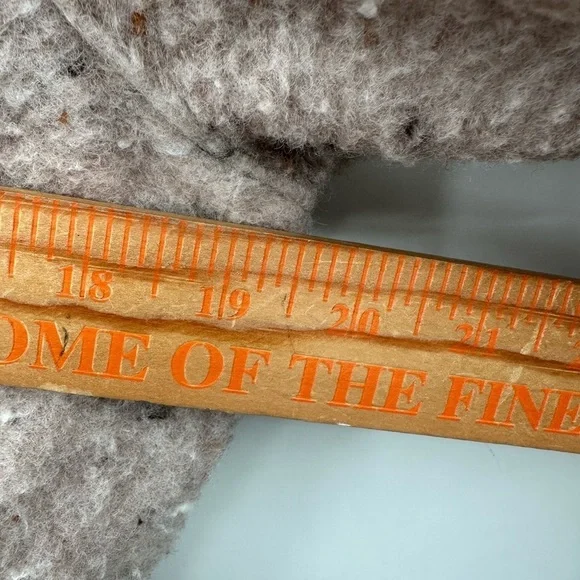 18 19 20 21
OME OF THE FINE